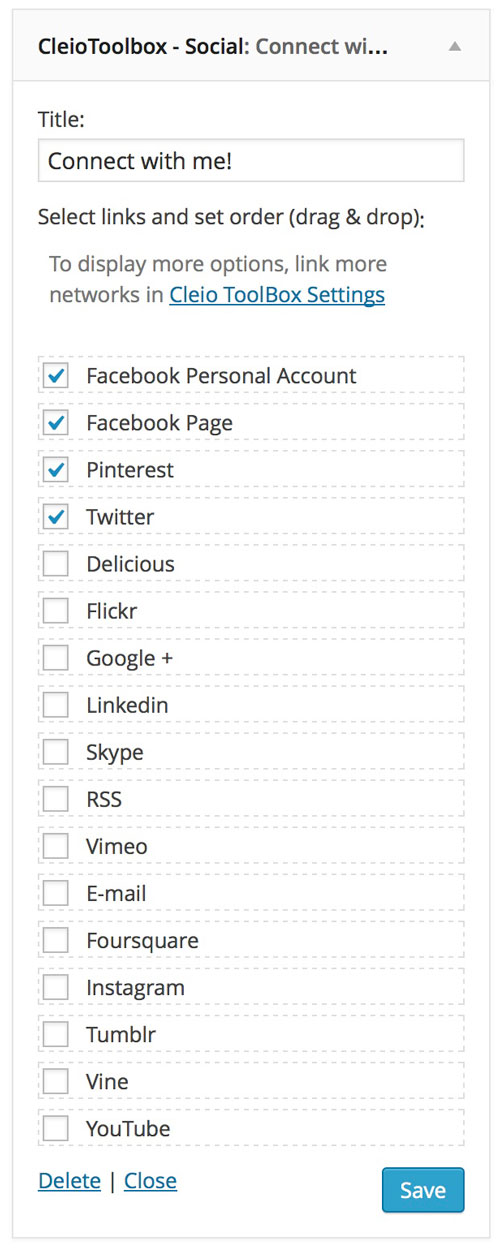 CleioToolbox - Social: Connect wi...
Title:
Connect with me!
Select links and set order (drag & drop):
To display more options, link more
networks in Cleio ToolBox Settings
Facebook Personal Account
Facebook Page
Pinterest
Twitter
Delicious
Flickr
Google +
Linkedin
Skype
RSS
Vimeo
E-mail
Foursquare
Instagram
Tumblr
Vine
YouTube
Delete | Close
Save